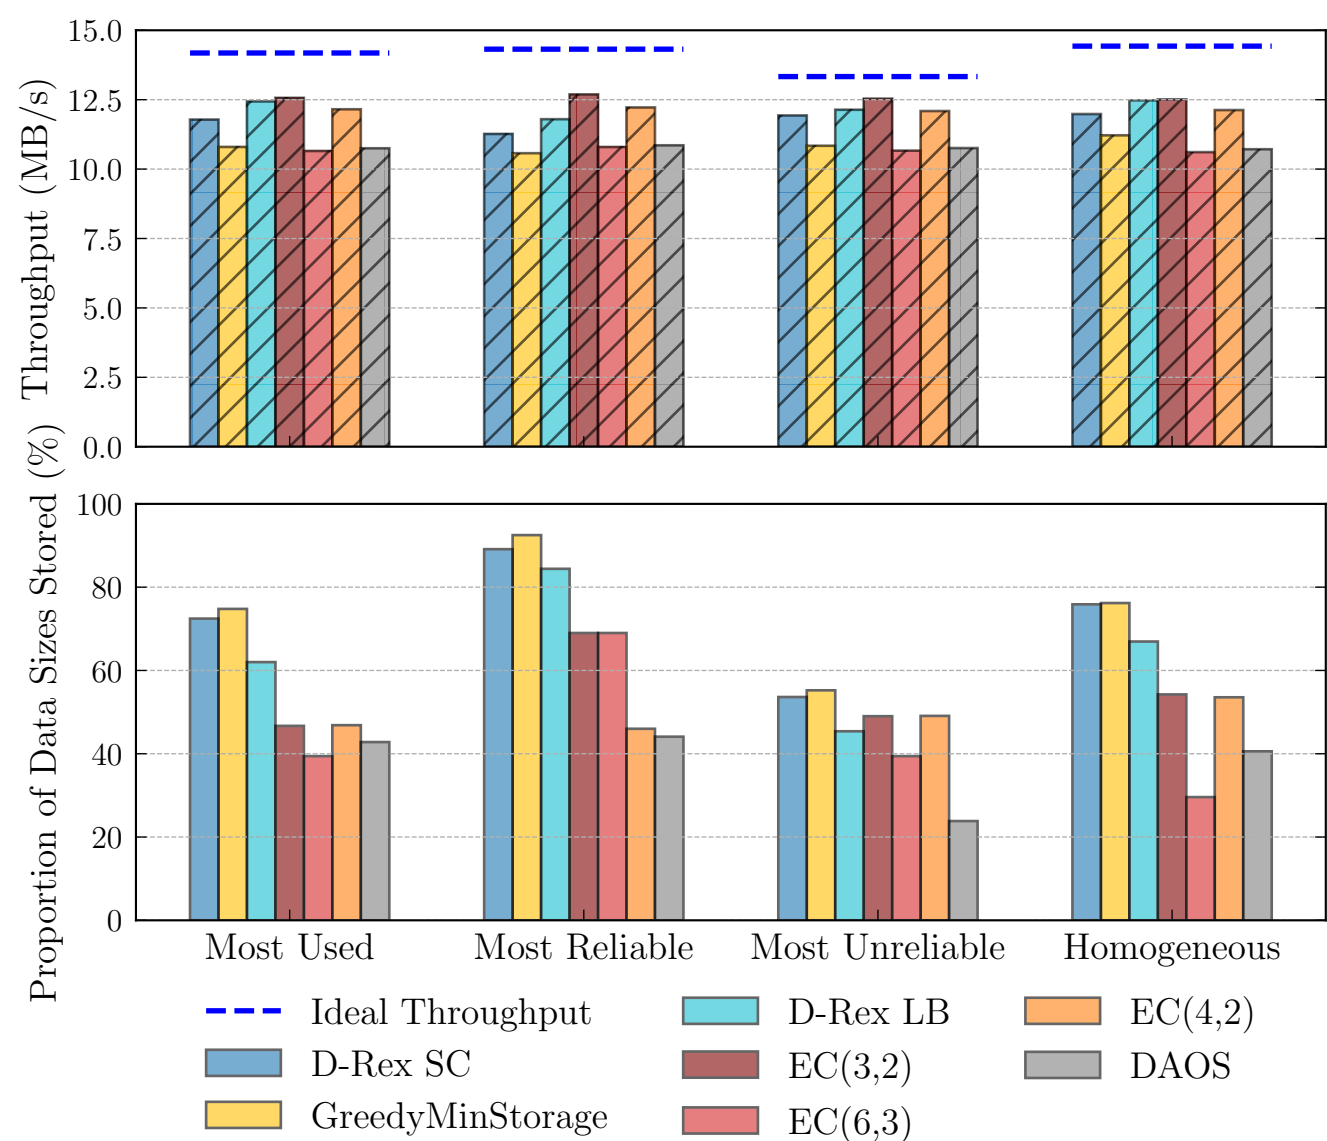 Throughput (MB/s)
15.0
12.5
10.0
7.5
5.0
2.5
0.0
Proportion of Data Sizes Stored (%)
100
80
60
40
20
0
Most Used Most Reliable Most Unreliable Homogeneous
Ideal Throughput
D-Rex SC
GreedyMinStorage
D-Rex LB
EC(3,2)
EC(6,3)
EC(4,2)
DAOS